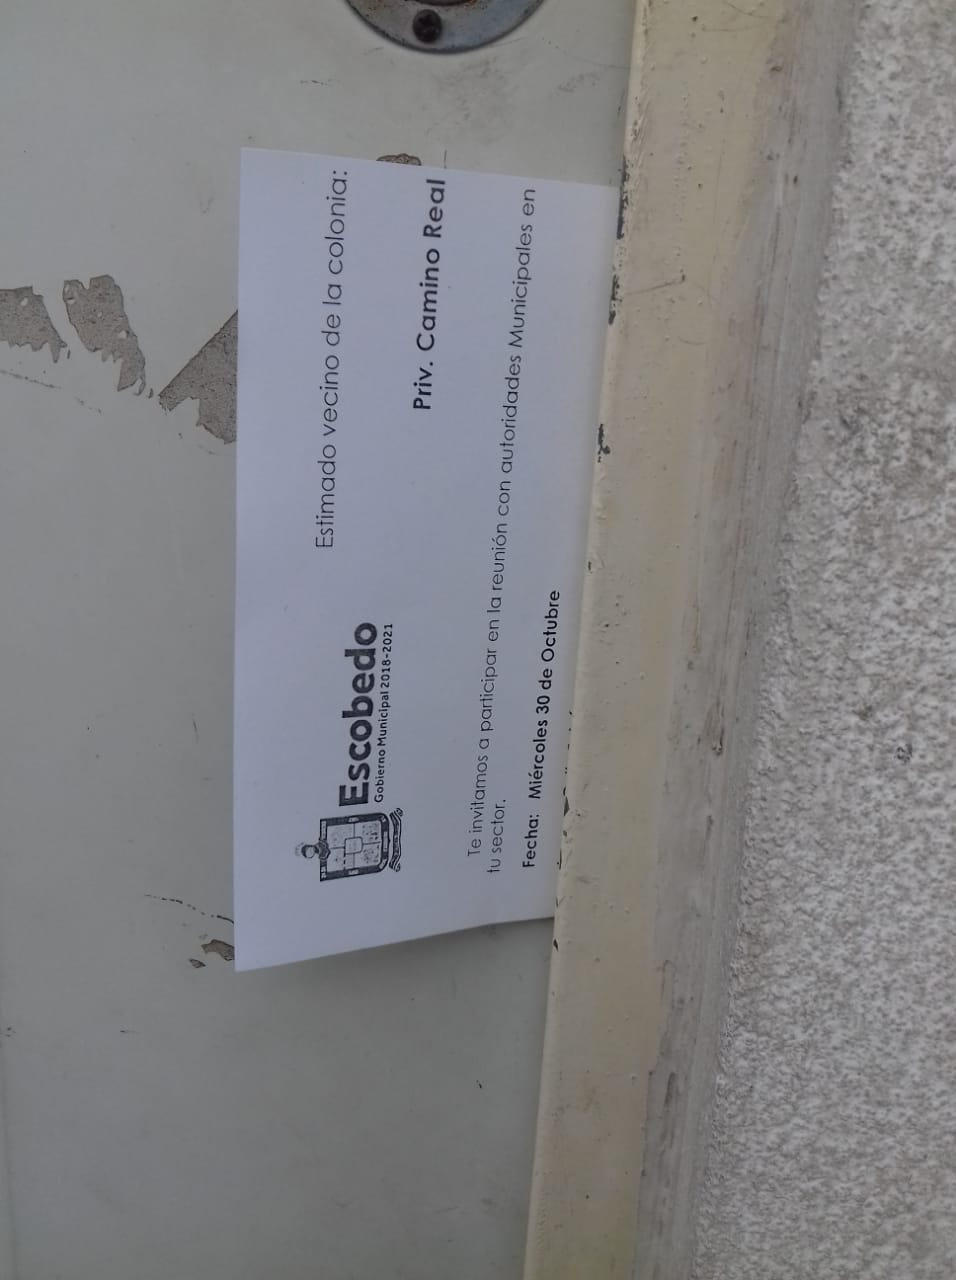 Escobedo
Gobierno Municipal 2018-2021
Estimado vecino de la colonia:
Priv. Camino Real
Te invitamos a participar en la reunión con autoridades Municipales en
tu sector.
Fecha: Miércoles 30 de Octubre